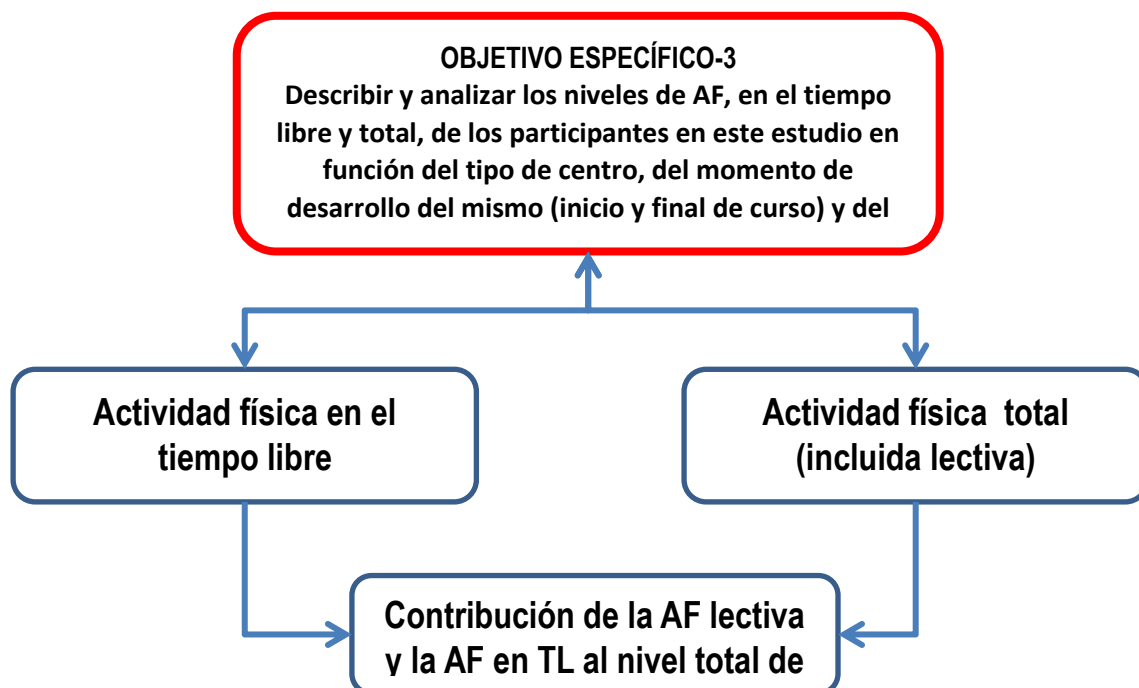 OBJETIVO ESPECÍFICO-3
Describir y analizar los niveles de AF, en el tiempo
libre y total, de los participantes en este estudio en
función del tipo de centro, del momento de
desarrollo del mismo (inicio y final de curso) y del
Actividad física en el
tiempo libre
Actividad física total
(incluida lectiva)
Contribución de la AF lectiva
y la AF en TL al nivel total de